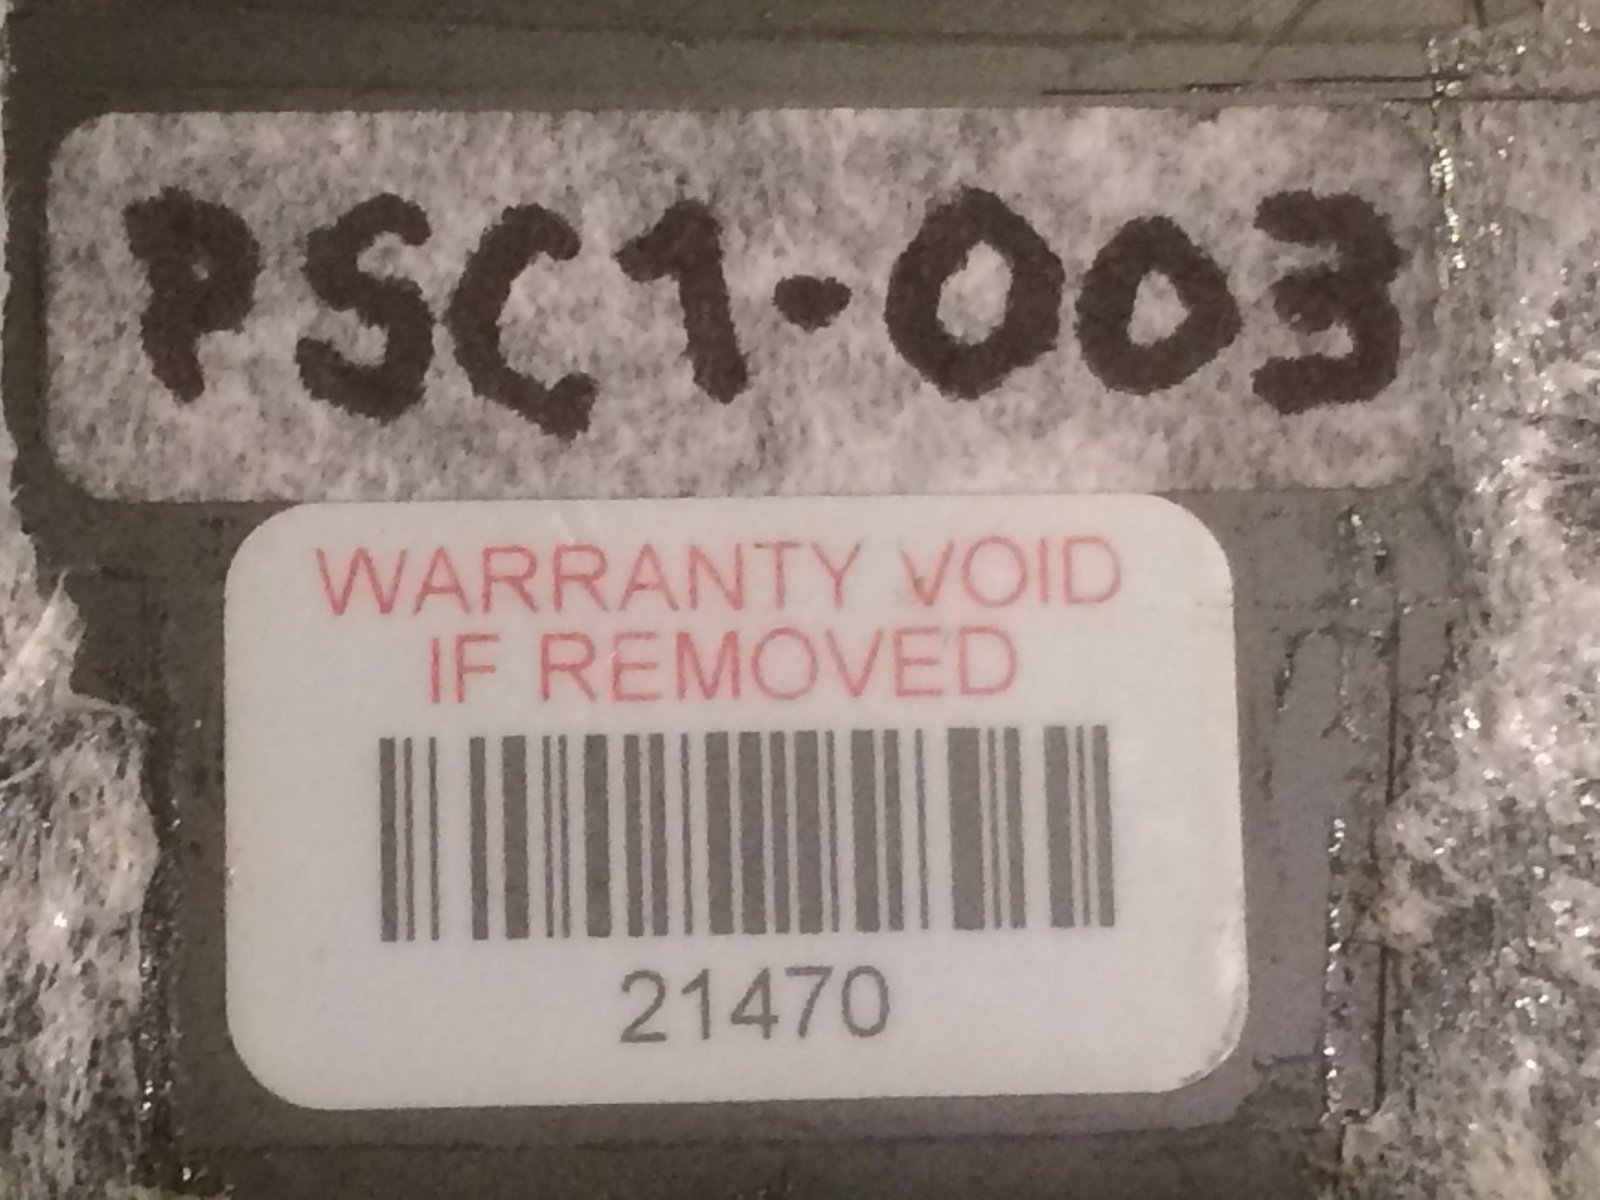 PSC1-003
WARRANTY VOID
IF REMOVED
21470